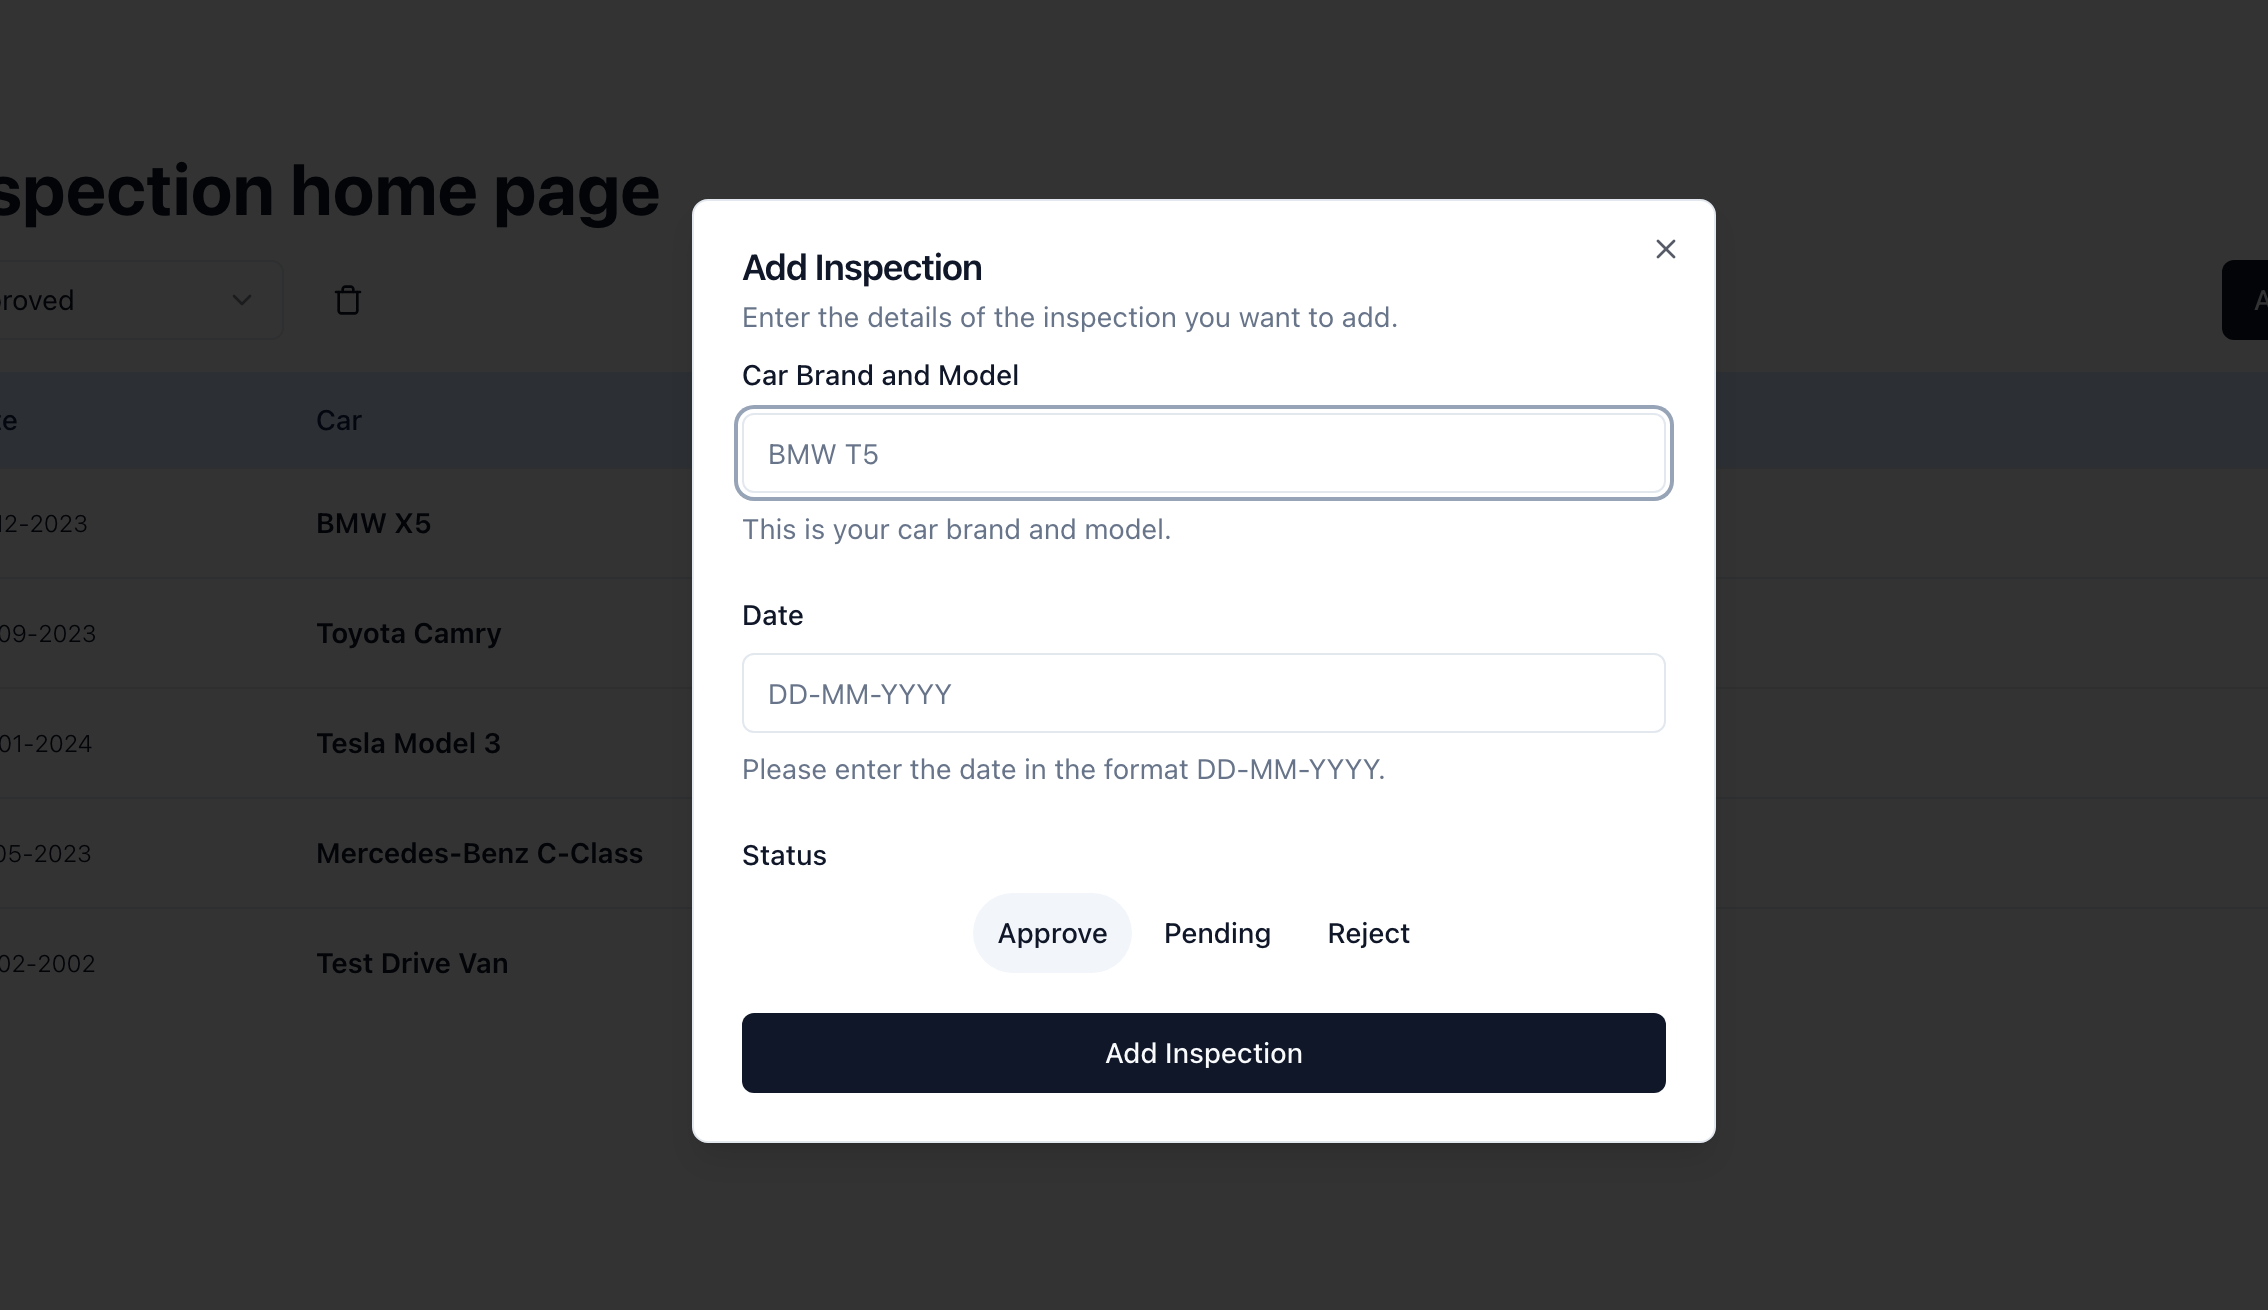 spection home page
roved
Add Inspection
Enter the details of the inspection you want to add.
Car Brand and Model
BMW T5
This is your car brand and model.
Date
DD-MM-YYYY
Please enter the date in the format DD-MM-YYYY.
Status
Approve Pending Reject
Add Inspection
Car
12-2023 BMW X5
09-2023 Toyota Camry
01-2024 Tesla Model 3
05-2023 Mercedes-Benz C-Class
02-2002 Test Drive Van